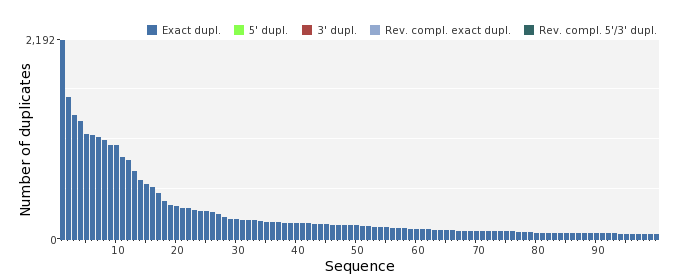 Exact dupl. 5' dupl. 3' dupl. Rev. compl. exact dupl. Rev. compl. 5'/3' dupl.
2,192
Number of duplicates
0
10 20 30 40 50 60 70 80 90
Sequence